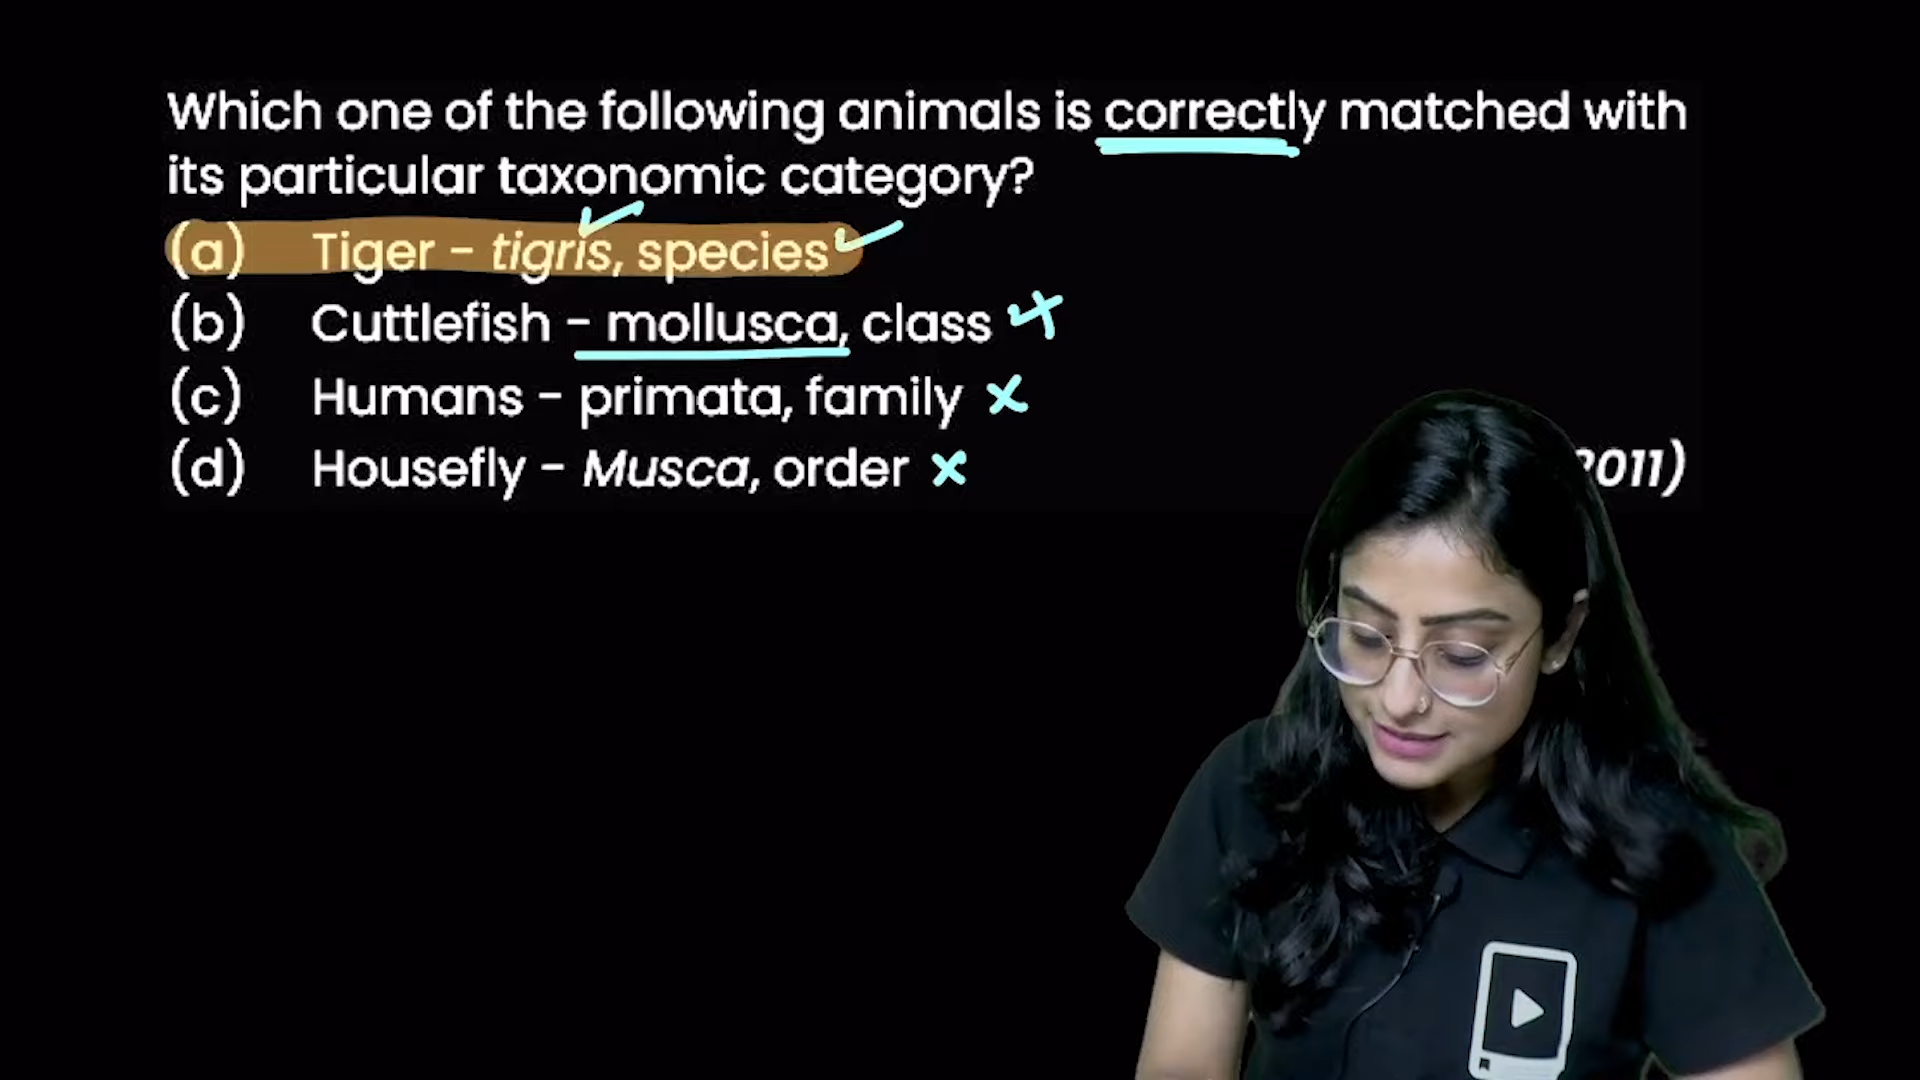 Which one of the following animals is correctly matched with
its particular taxonomic category?
(a) Tiger - tigris, species
(b) Cuttlefish - mollusca, class
(c) Humans - primata, family
(d) Housefly - Musca, order 2011)